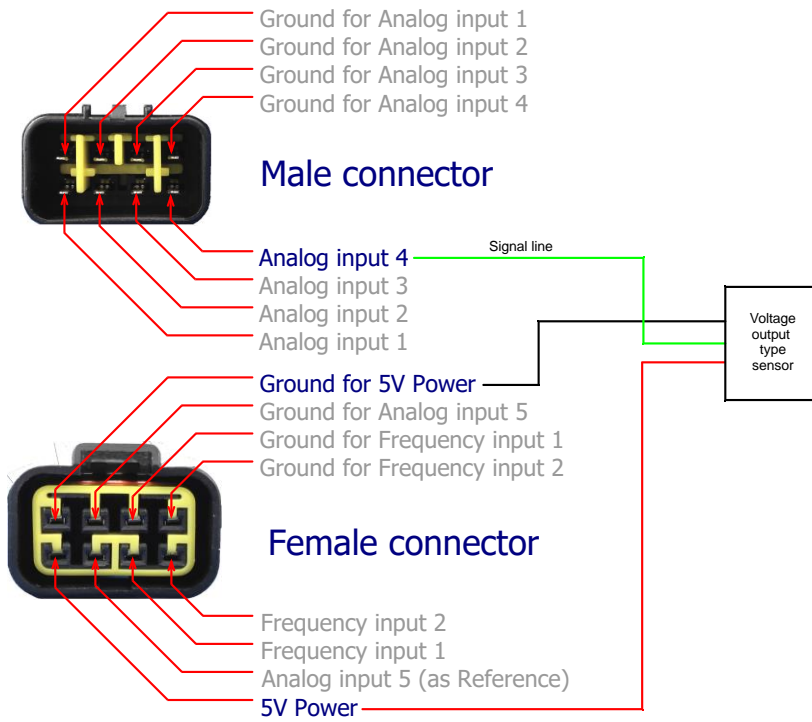 Ground for Analog input 1
Ground for Analog input 2
Ground for Analog input 3
Ground for Analog input 4
Male connector
Analog input 4
Signal line
Analog input 3
Analog input 2
Analog input 1
Voltage
output
type
sensor
Ground for 5V Power
Ground for Analog input 5
Ground for Frequency input 1
Ground for Frequency input 2
Female connector
Frequency input 2
Frequency input 1
Analog input 5 (as Reference)
5V Power